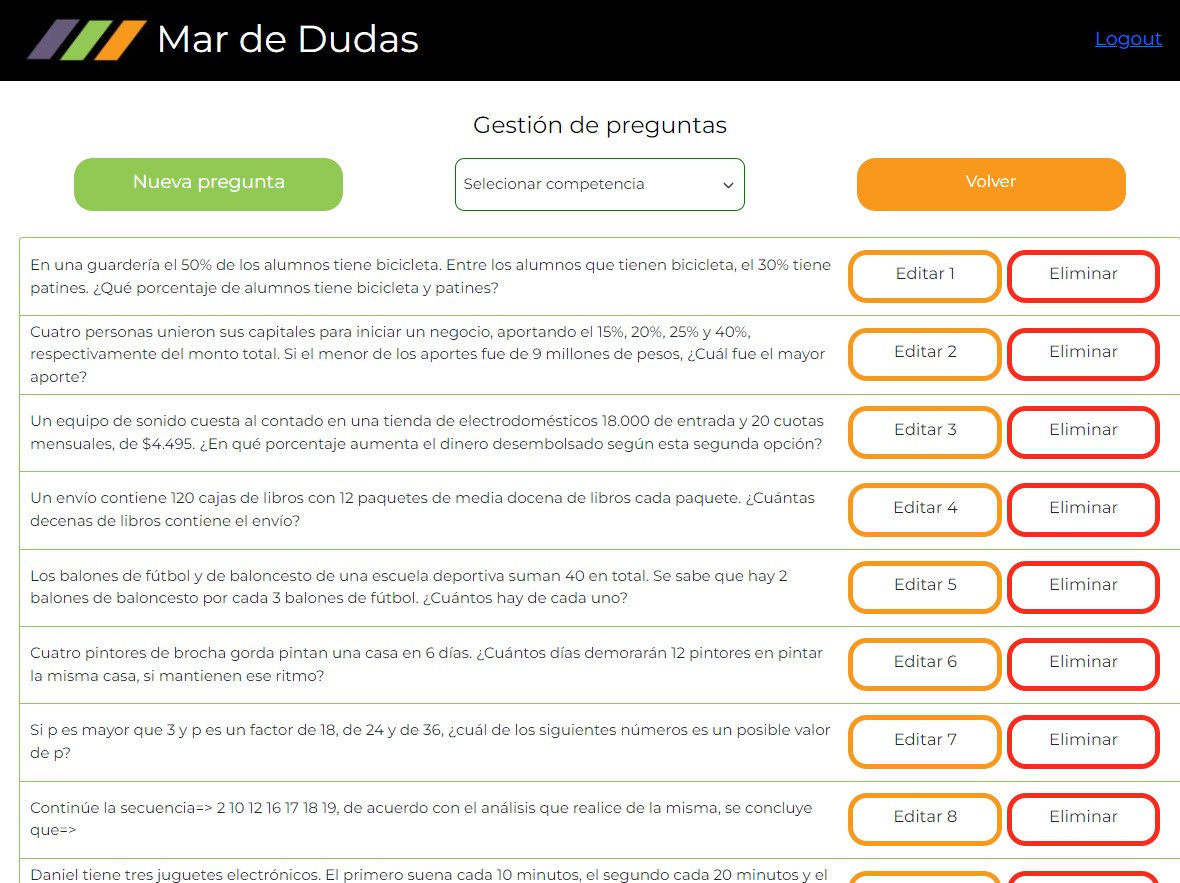 Mar de Dudas
Logout
Gestión de preguntas
Nueva pregunta
Selecionar competencia
Volver
En una guardería el 50% de los alumnos tiene bicicleta. Entre los alumnos que tienen bicicleta, el 30% tiene
patines. ¿Qué porcentaje de alumnos tiene bicicleta y patines?
Editar 1
Eliminar
Cuatro personas unieron sus capitales para iniciar un negocio, aportando el 15%, 20%, 25% y 40%,
respectivamente del monto total. Si el menor de los aportes fue de 9 millones de pesos, ¿Cuál fue el mayor
aporte?
Editar 2
Eliminar
Un equipo de sonido cuesta al contado en una tienda de electrodomésticos 18.000 de entrada y 20 cuotas
mensuales, de $4.495. ¿En qué porcentaje aumenta el dinero desembolsado según esta segunda opción?
Editar 3
Eliminar
Un envío contiene 120 cajas de libros con 12 paquetes de media docena de libros cada paquete. ¿Cuántas
decenas de libros contiene el envío?
Editar 4
Eliminar
Los balones de fútbol y de baloncesto de una escuela deportiva suman 40 en total. Se sabe que hay 2
balones de baloncesto por cada 3 balones de fútbol. ¿Cuántos hay de cada uno?
Editar 5
Eliminar
Cuatro pintores de brocha gorda pintan una casa en 6 días. ¿Cuántos días demorarán 12 pintores en pintar
la misma casa, si mantienen ese ritmo?
Editar 6
Eliminar
Si p es mayor que 3 y p es un factor de 18, de 24 y de 36, ¿cuál de los siguientes números es un posible valor
de p?
Editar 7
Eliminar
Continúe la secuencia=> 2 10 12 16 17 18 19, de acuerdo con el análisis que realice de la misma, se concluye
que=>
Editar 8
Eliminar
Daniel tiene tres juguetes electrónicos. El primero suena cada 10 minutos, el segundo cada 20 minutos y el